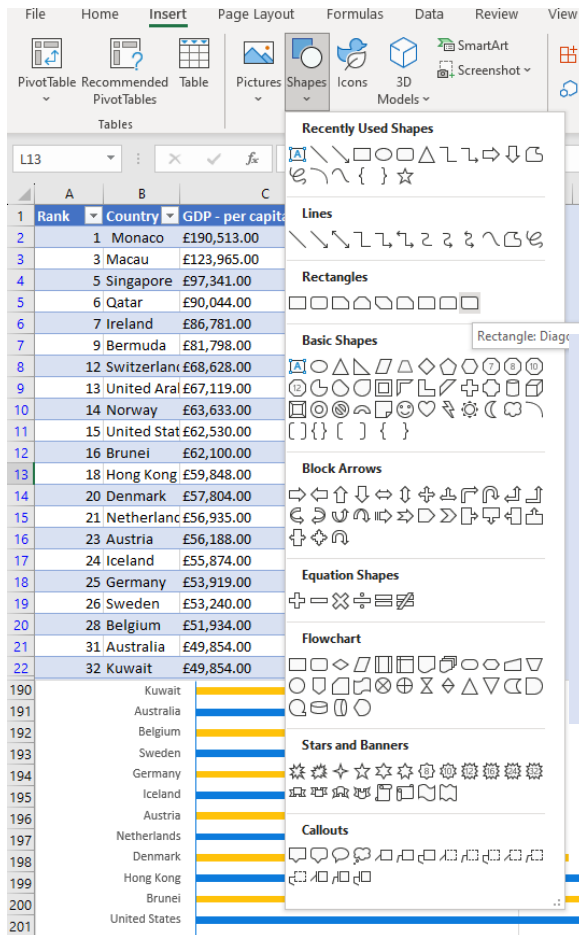 File Home Insert Page Layout Formulas Data Review View
SmartArt
Screenshot
PivotTable Recommended Table Pictures Shapes Icons 3D
PivotTables Models
Tables
L13 fx
A B C
1 Rank Country GDP - per capita
2 1 Monaco £190,513.00
3 3 Macau £123,965.00
4 5 Singapore £97,341.00
5 6 Qatar £90,044.00
6 7 Ireland £86,781.00
7 9 Bermuda £81,798.00
8 12 Switzerlan £68,628.00
9 13 United Aral £67,119.00
10 14 Norway £63,633.00
11 15 United Stat £62,530.00
12 16 Brunei £62,100.00
13 18 Hong Kong £59,848.00
14 20 Denmark £57,804.00
15 21 Netherlanc £56,935.00
16 23 Austria £56,188.00
17 24 Iceland £55,874.00
18 25 Germany £53,919.00
19 26 Sweden £53,240.00
20 28 Belgium £51,934.00
21 31 Australia £49,854.00
22 32 Kuwait £49,854.00
190 Kuwait
191 Australia
192 Belgium
193 Sweden
194 Germany
195 Iceland
196 Austria
197 Netherlands
198 Denmark
199 Hong Kong
200 Brunei
201 United States
Recently Used Shapes
Lines
Rectangles
Rectangle: Diago
Basic Shapes
Block Arrows
Equation Shapes
Flowchart
Stars and Banners
Callouts